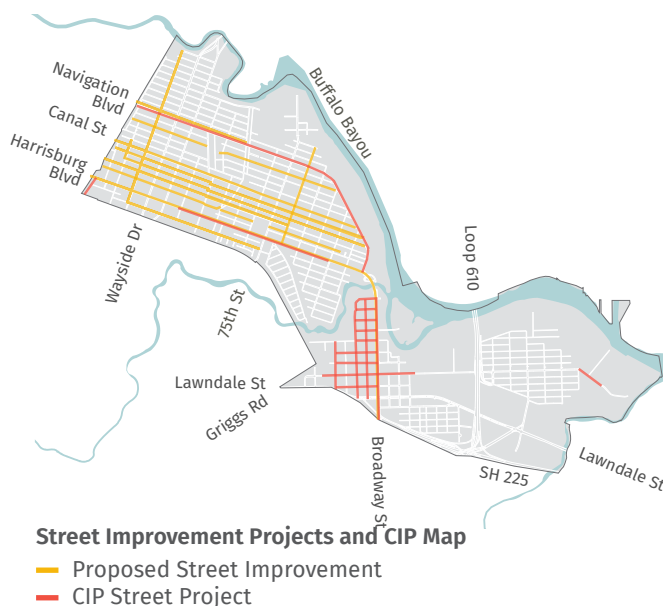 Navigation
Blvd
Canal St
Harrisburg
Blvd
Buffalo Bayou
Loop 610
Wayside Dr
75th St
Lawndale St
Griggs Rd
Broadway St
SH 225
Lawndale St
Street Improvement Projects and CIP Map
Proposed Street Improvement
CIP Street Project